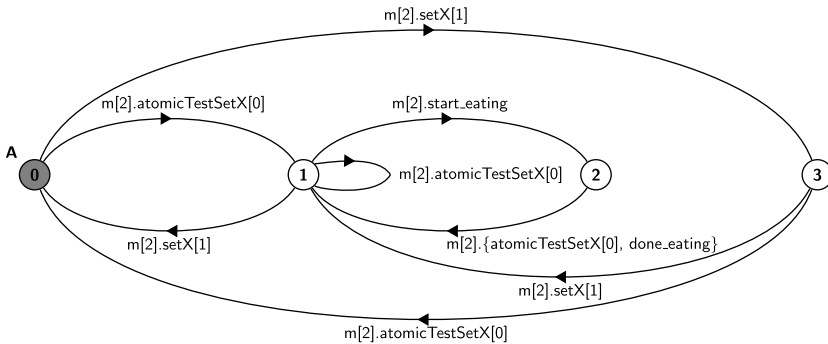 m[2].setX[1]
m[2].atomicTestSetX[0]
m[2].start_eating
A
0
1
m[2].atomicTestSetX[0]
2
3
m[2].setX[1]
m[2].{atomicTestSetX[0], done_eating}
m[2].setX[1]
m[2].atomicTestSetX[0]